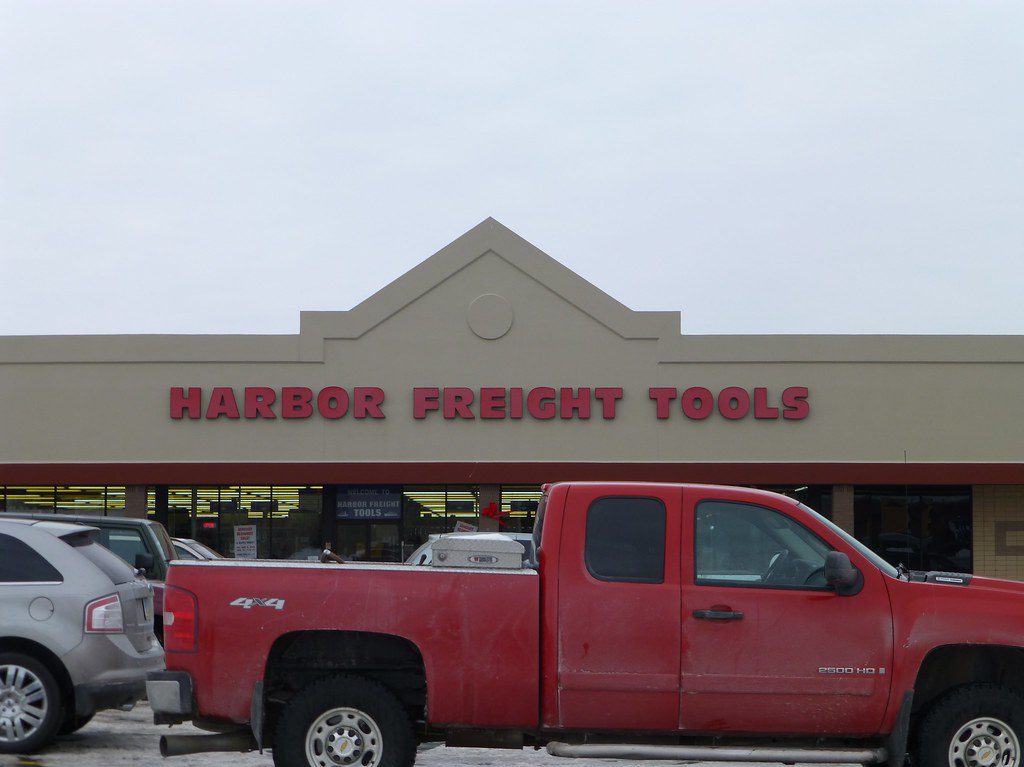 HARBOR FREIGHT TOOLS
WELCOME TO
HARBOR FREIGHT
TOOLS
4x4
2500 HD